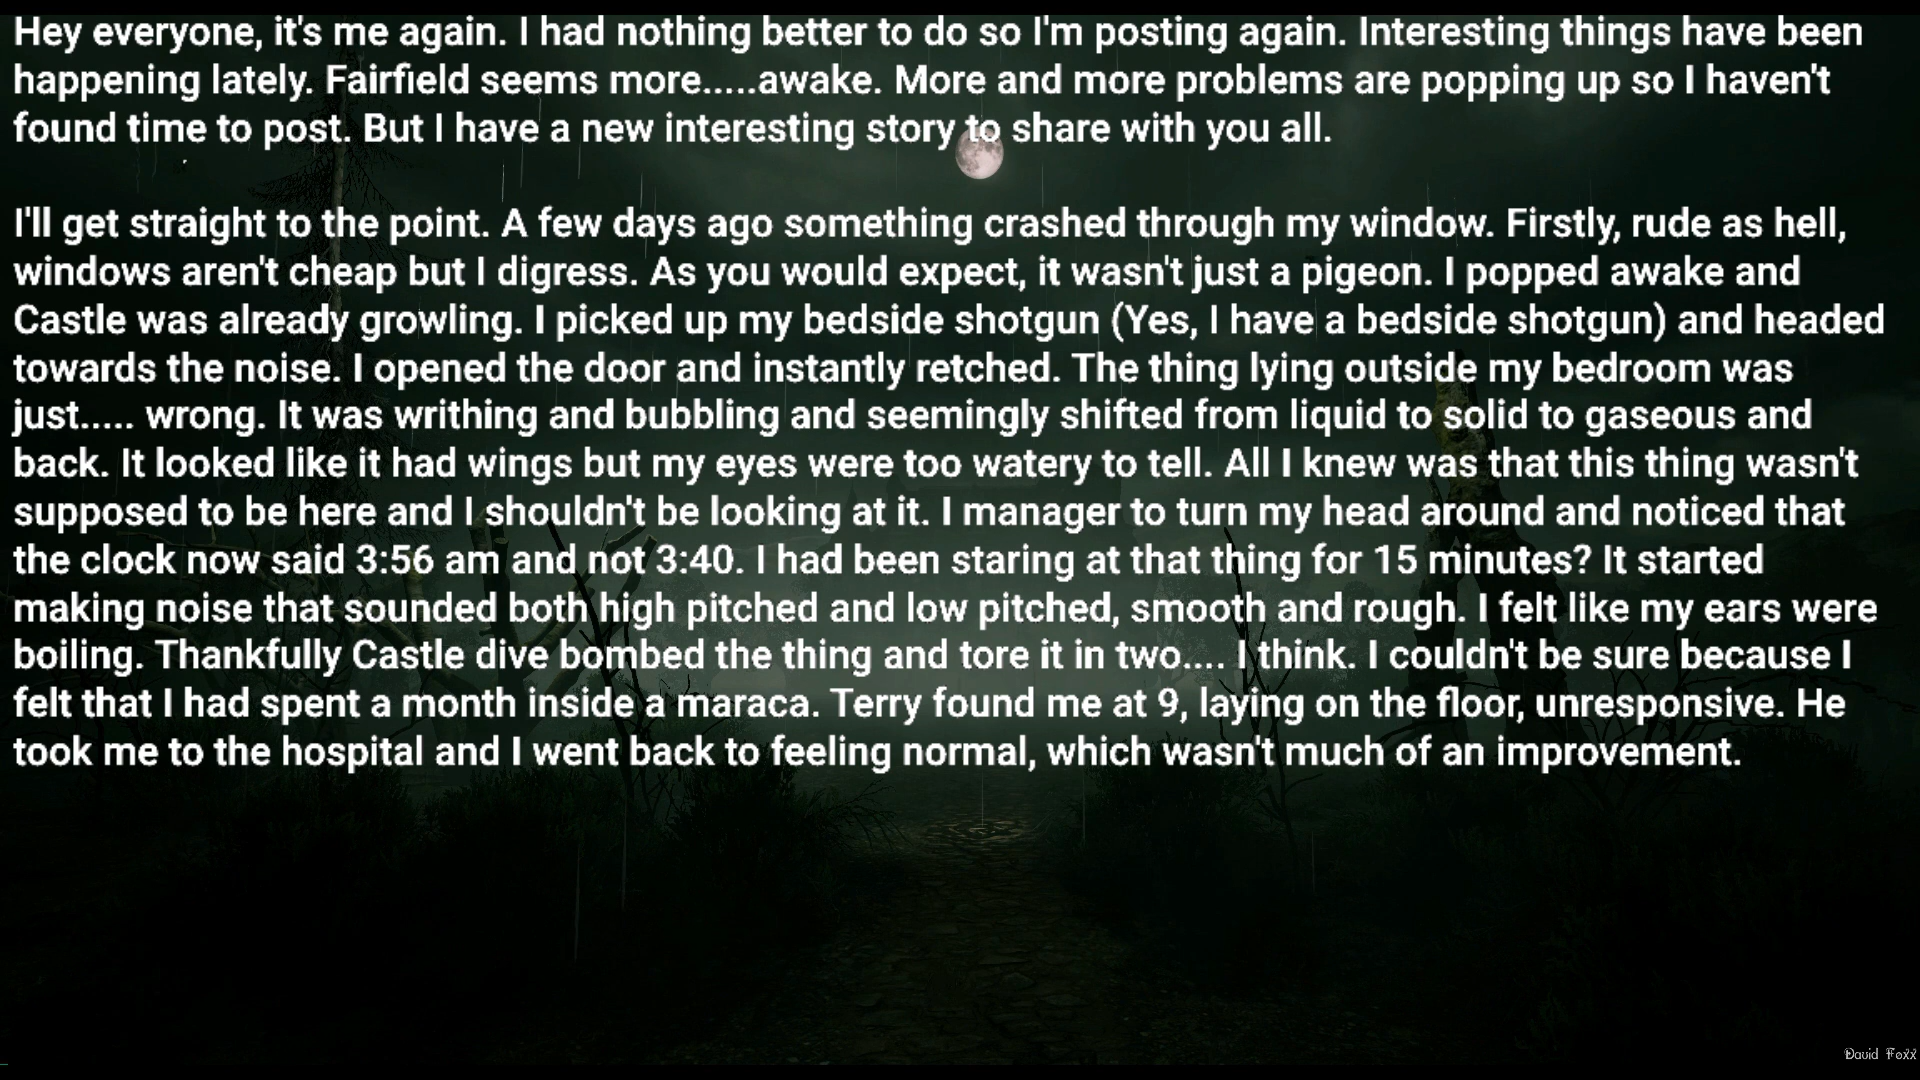 Hey everyone, it's me again. I had nothing better to do so I'm posting again. Interesting things have been
happening lately. Fairfield seems more.....awake. More and more problems are popping up so I haven't
found time to post. But I have a new interesting story to share with you all.
I'll get straight to the point. A few days ago something crashed through my window. Firstly, rude as hell,
windows aren't cheap but I digress. As you would expect, it wasn't just a pigeon. I popped awake and
Castle was already growling. I picked up my bedside shotgun (Yes, I have a bedside shotgun) and headed
towards the noise. I opened the door and instantly retched. The thing lying outside my bedroom was
just..... wrong. It was writhing and bubbling and seemingly shifted from liquid to solid to gaseous and
back. It looked like it had wings but my eyes were too watery to tell. All I knew was that this thing wasn't
supposed to be here and I shouldn't be looking at it. I manager to turn my head around and noticed that
the clock now said 3:56 am and not 3:40. I had been staring at that thing for 15 minutes? It started
making noise that sounded both high pitched and low pitched, smooth and rough. I felt like my ears were
boiling. Thankfully Castle dive bombed the thing and tore it in two.... I think. I couldn't be sure because I
felt that I had spent a month inside a maraca. Terry found me at 9, laying on the floor, unresponsive. He
took me to the hospital and I went back to feeling normal, which wasn't much of an improvement.
David Foxx